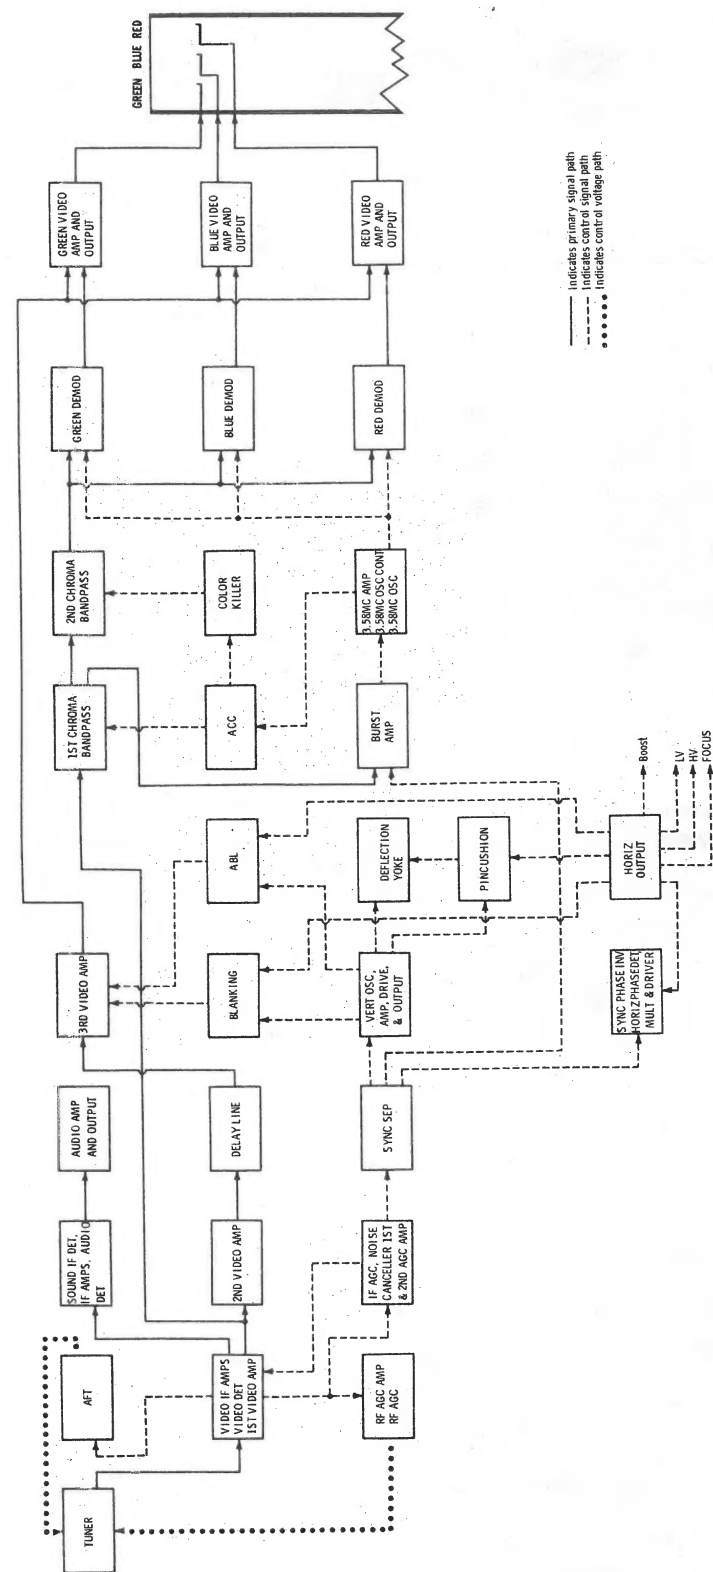 TUNER
AFT
VIDEO IF AMPS
VIDEO DET
1ST VIDEO AMP
RF AGC AMP
RF AGC
SOUND IF DET,
IF AMPS, AUDIO
DET
2ND VIDEO AMP
IF AGC, NOISE
CANCELLER 1ST
& 2ND AGC AMP
AUDIO AMP
AND OUTPUT
DELAY LINE
SYNC SEP
3RD VIDEO AMP
BLANKING
VERT OSC,
AMP, DRIVE,
& OUTPUT
SYNC PHASE INV
HORIZ PHASE DET
MULT & DRIVER
ABL
DEFLECTION
YOKE
PINCUSHION
HORIZ
OUTPUT
Boost
LV
HV
FOCUS
1ST CHROMA
BANDPASS
ACC
BURST
AMP
2ND CHROMA
BANDPASS
COLOR
KILLER
3.58MC AMP
3.58MC OSC CONT
3.58MC OSC
GREEN DEMOD
BLUE DEMOD
RED DEMOD
GREEN VIDEO
AMP AND
OUTPUT
BLUE VIDEO
AMP AND
OUTPUT
RED VIDEO
AMP AND
OUTPUT
GREEN BLUE RED
Indicates primary signal path
Indicates control signal path
Indicates control voltage path